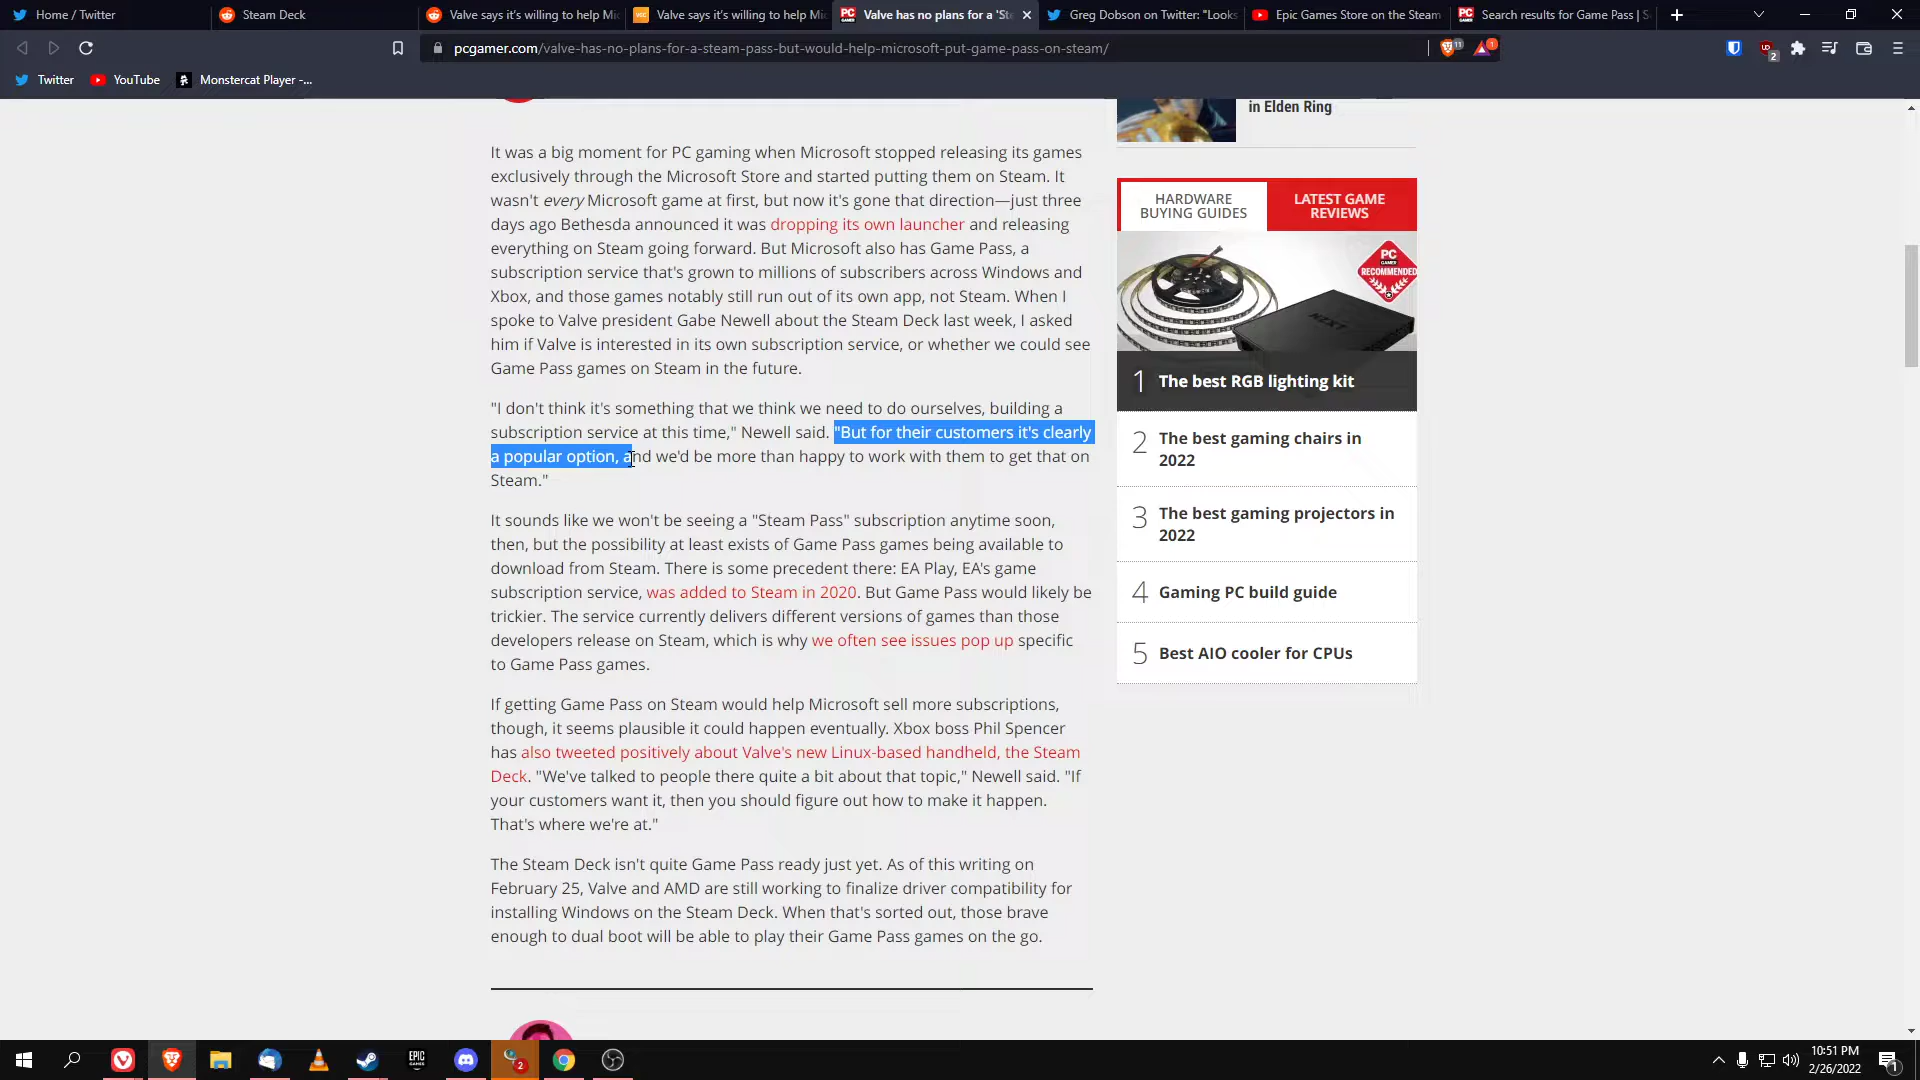 Home / Twitter
Steam Deck
Valve says it's willing to help Mi
Valve says it's willing to help Mic
Valve has no plans for a 'St
Greg Dobson on Twitter: "Looks
Epic Games Store on the Steam
Search results for Game Pass | S
pcgamer.com/valve-has-no-plans-for-a-steam-pass-but-would-help-microsoft-put-game-pass-on-steam/
Twitter
YouTube
Monstercat Player -...
It was a big moment for PC gaming when Microsoft stopped releasing its games
exclusively through the Microsoft Store and started putting them on Steam. It
wasn't every Microsoft game at first, but now it's gone that direction—just three
days ago Bethesda announced it was dropping its own launcher and releasing
everything on Steam going forward. But Microsoft also has Game Pass, a
subscription service that's grown to millions of subscribers across Windows and
Xbox, and those games notably still run out of its own app, not Steam. When I
spoke to Valve president Gabe Newell about the Steam Deck last week, I asked
him if Valve is interested in its own subscription service, or whether we could see
Game Pass games on Steam in the future.
"I don't think it's something that we think we need to do ourselves, building a
subscription service at this time," Newell said. "But for their customers it's clearly
a popular option, and we'd be more than happy to work with them to get that on
Steam."
It sounds like we won't be seeing a "Steam Pass" subscription anytime soon,
then, but the possibility at least exists of Game Pass games being available to
download from Steam. There is some precedent there: EA Play, EA's game
subscription service, was added to Steam in 2020. But Game Pass would likely be
trickier. The service currently delivers different versions of games than those
developers release on Steam, which is why we often see issues pop up specific
to Game Pass games.
If getting Game Pass on Steam would help Microsoft sell more subscriptions,
though, it seems plausible it could happen eventually. Xbox boss Phil Spencer
has also tweeted positively about Valve's new Linux-based handheld, the Steam
Deck. "We've talked to people there quite a bit about that topic," Newell said. "If
your customers want it, then you should figure out how to make it happen.
That's where we're at."
The Steam Deck isn't quite Game Pass ready just yet. As of this writing on
February 25, Valve and AMD are still working to finalize driver compatibility for
installing Windows on the Steam Deck. When that's sorted out, those brave
enough to dual boot will be able to play their Game Pass games on the go.
in Elden Ring
HARDWARE
BUYING GUIDES
LATEST GAME
REVIEWS
PC
GAMER
RECOMMENDED
NZXT
1 The best RGB lighting kit
2 The best gaming chairs in
2022
3 The best gaming projectors in
2022
4 Gaming PC build guide
5 Best AIO cooler for CPUs
11
1
2
EPIC
GAMES
2
10:51 PM
2/26/2022
1